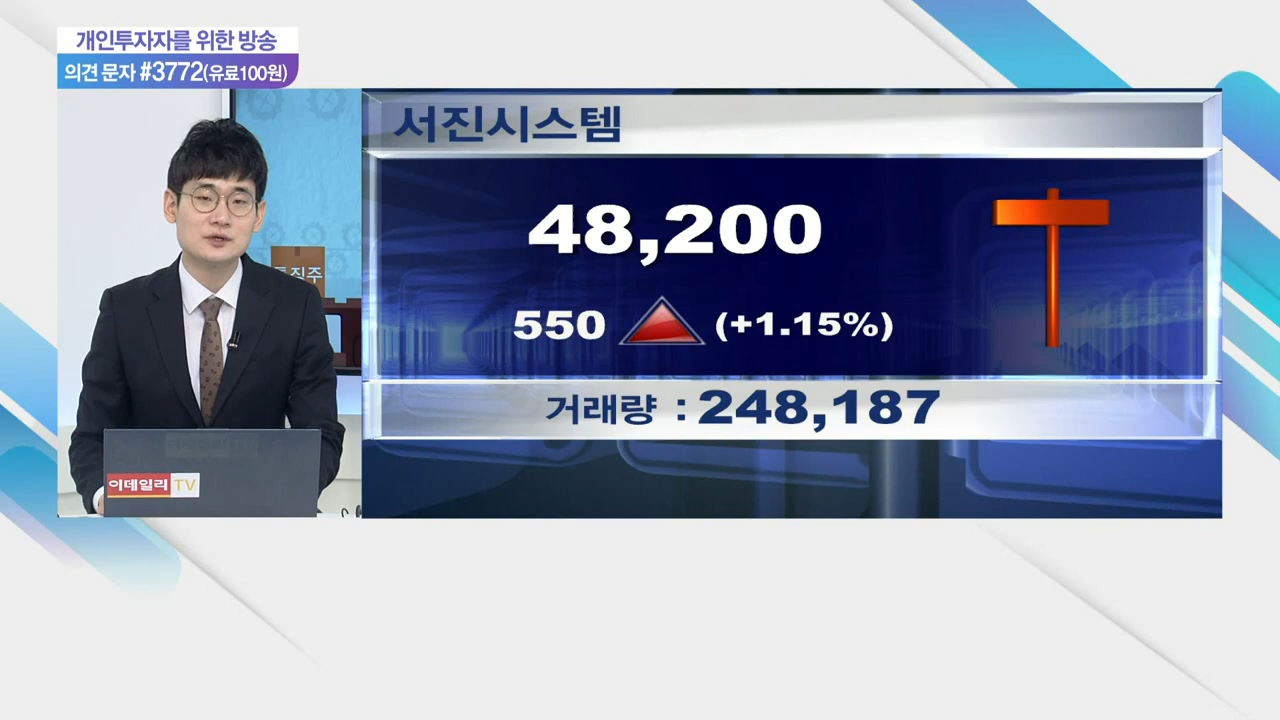 개인투자자를 위한 방송
의견 문자 #3772(유료100원)
서진시스템
48,200
550 (+1.15%)
거래량 : 248,187
이데일리 TV